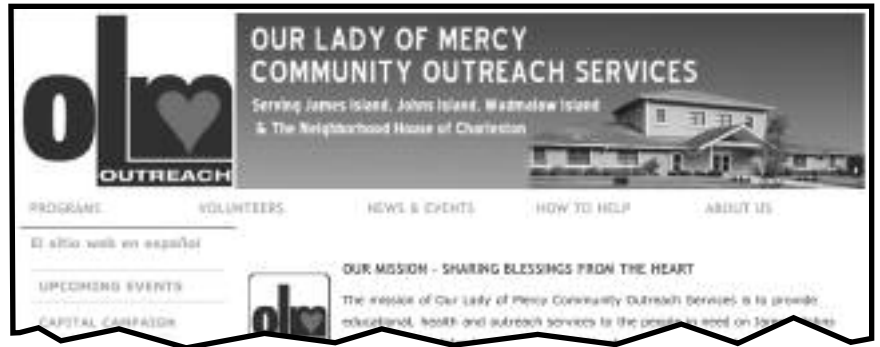 olm
OUTREACH
OUR LADY OF MERCY
COMMUNITY OUTREACH SERVICES
Serving James Island, Johns Island, Wadmalaw Island
& The Neighborhood House of Charleston
PROGRAMS VOLUNTEERS NEWS & EVENTS HOW TO HELP ABOUT US
El sitio web en español
UPCOMING EVENTS
CAPITAL CAMPAIGN
olm
OUR MISSION - SHARING BLESSINGS FROM THE HEART
The mission of Our Lady of Mercy Community Outreach Services is to provide
educational, health and outreach services to the people in need on James, Johns